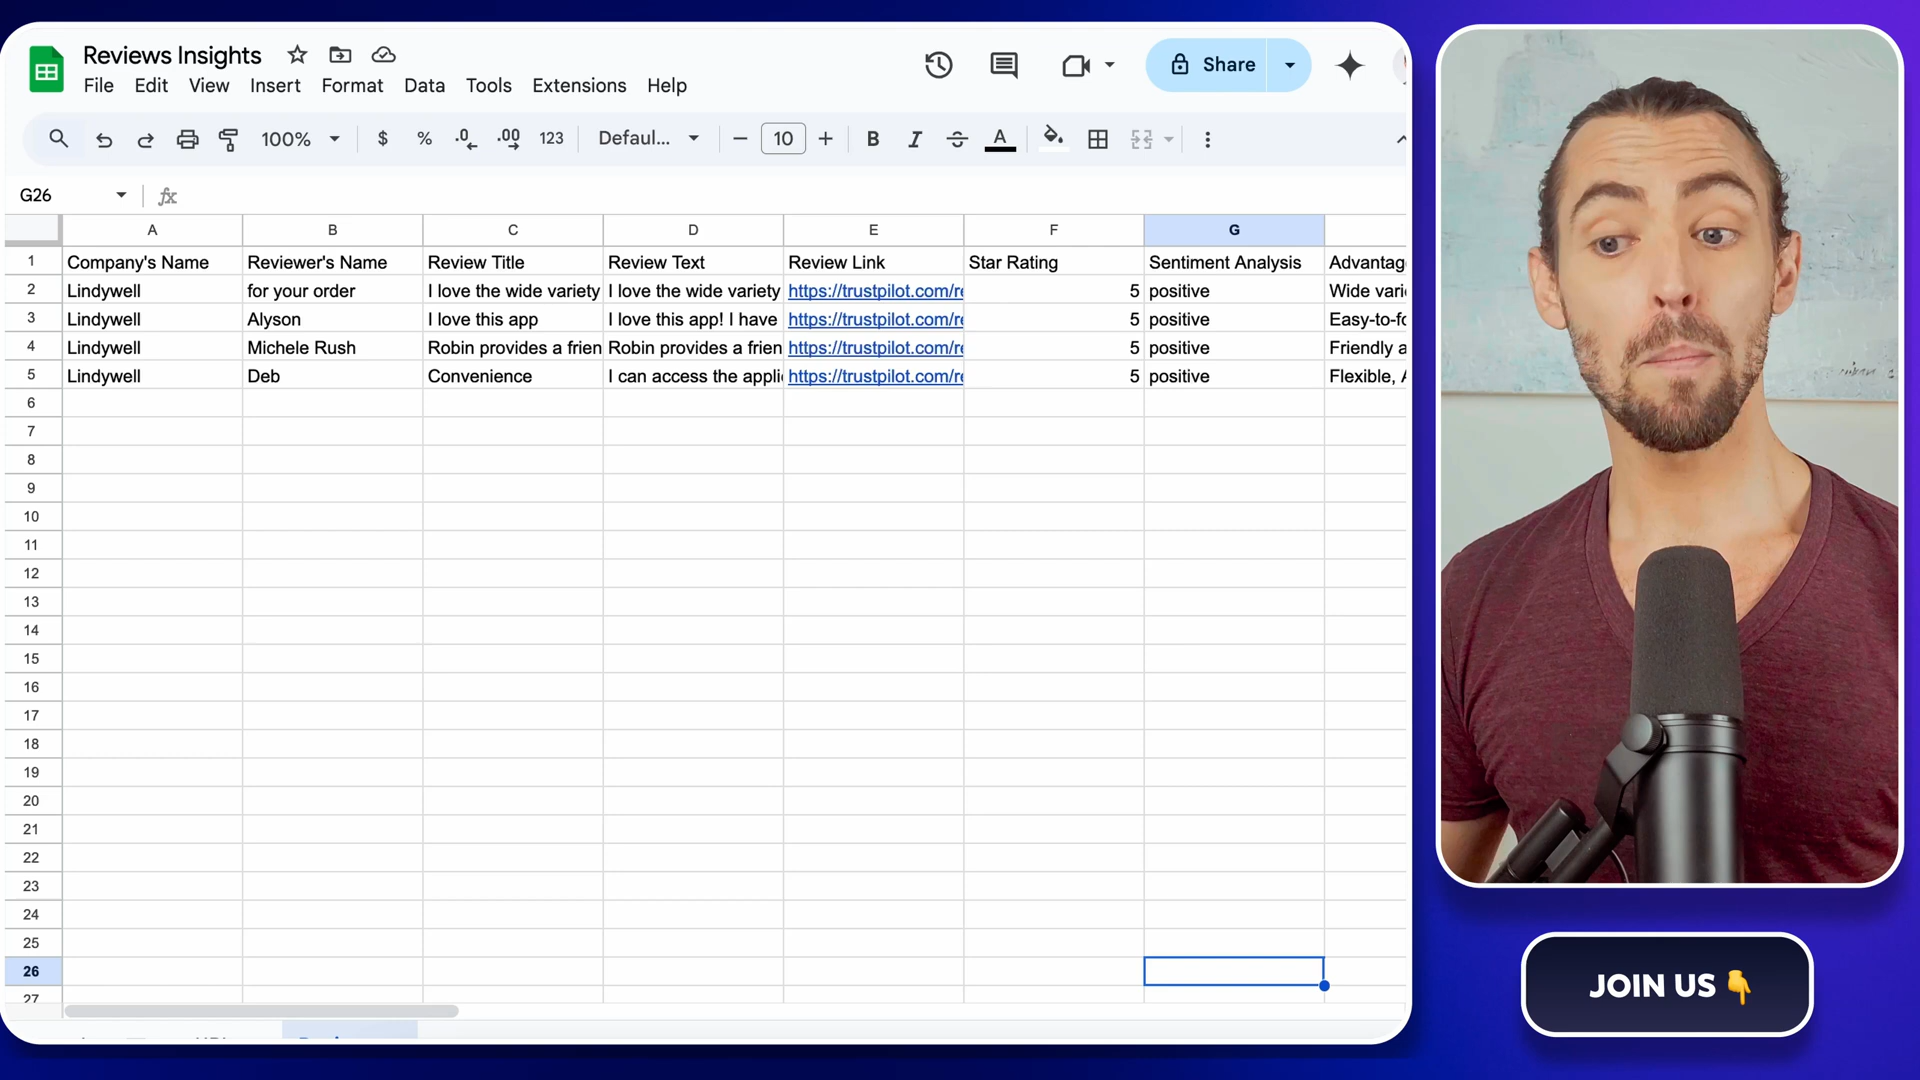 Reviews Insights
File Edit View Insert Format Data Tools Extensions Help
Share
100% $ % .0 .00 123 Defaul... 10 B I A
G26 fx
A B C D E F G
1 Company's Name Reviewer's Name Review Title Review Text Review Link Star Rating Sentiment Analysis Advantag
2 Lindywell for your order I love the wide variety I love the wide variety https://trustpilot.com/re 5 positive Wide vari
3 Lindywell Alyson I love this app I love this app! I have https://trustpilot.com/re 5 positive Easy-to-fo
4 Lindywell Michele Rush Robin provides a frien Robin provides a frien https://trustpilot.com/re 5 positive Friendly a
5 Lindywell Deb Convenience I can access the appli https://trustpilot.com/re 5 positive Flexible, A
6
7
8
9
10
11
12
13
14
15
16
17
18
19
20
21
22
23
24
25
26
27
JOIN US 👇